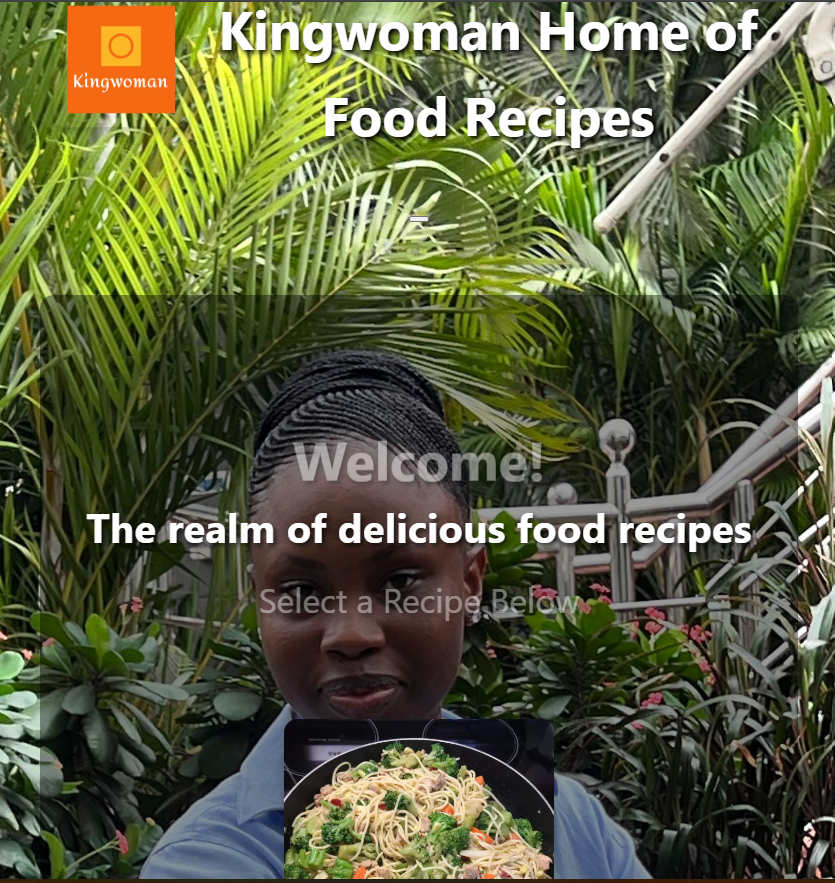 Kingwoman
Kingwoman Home of
Food Recipes
Welcome!
The realm of delicious food recipes
Select a Recipe Below